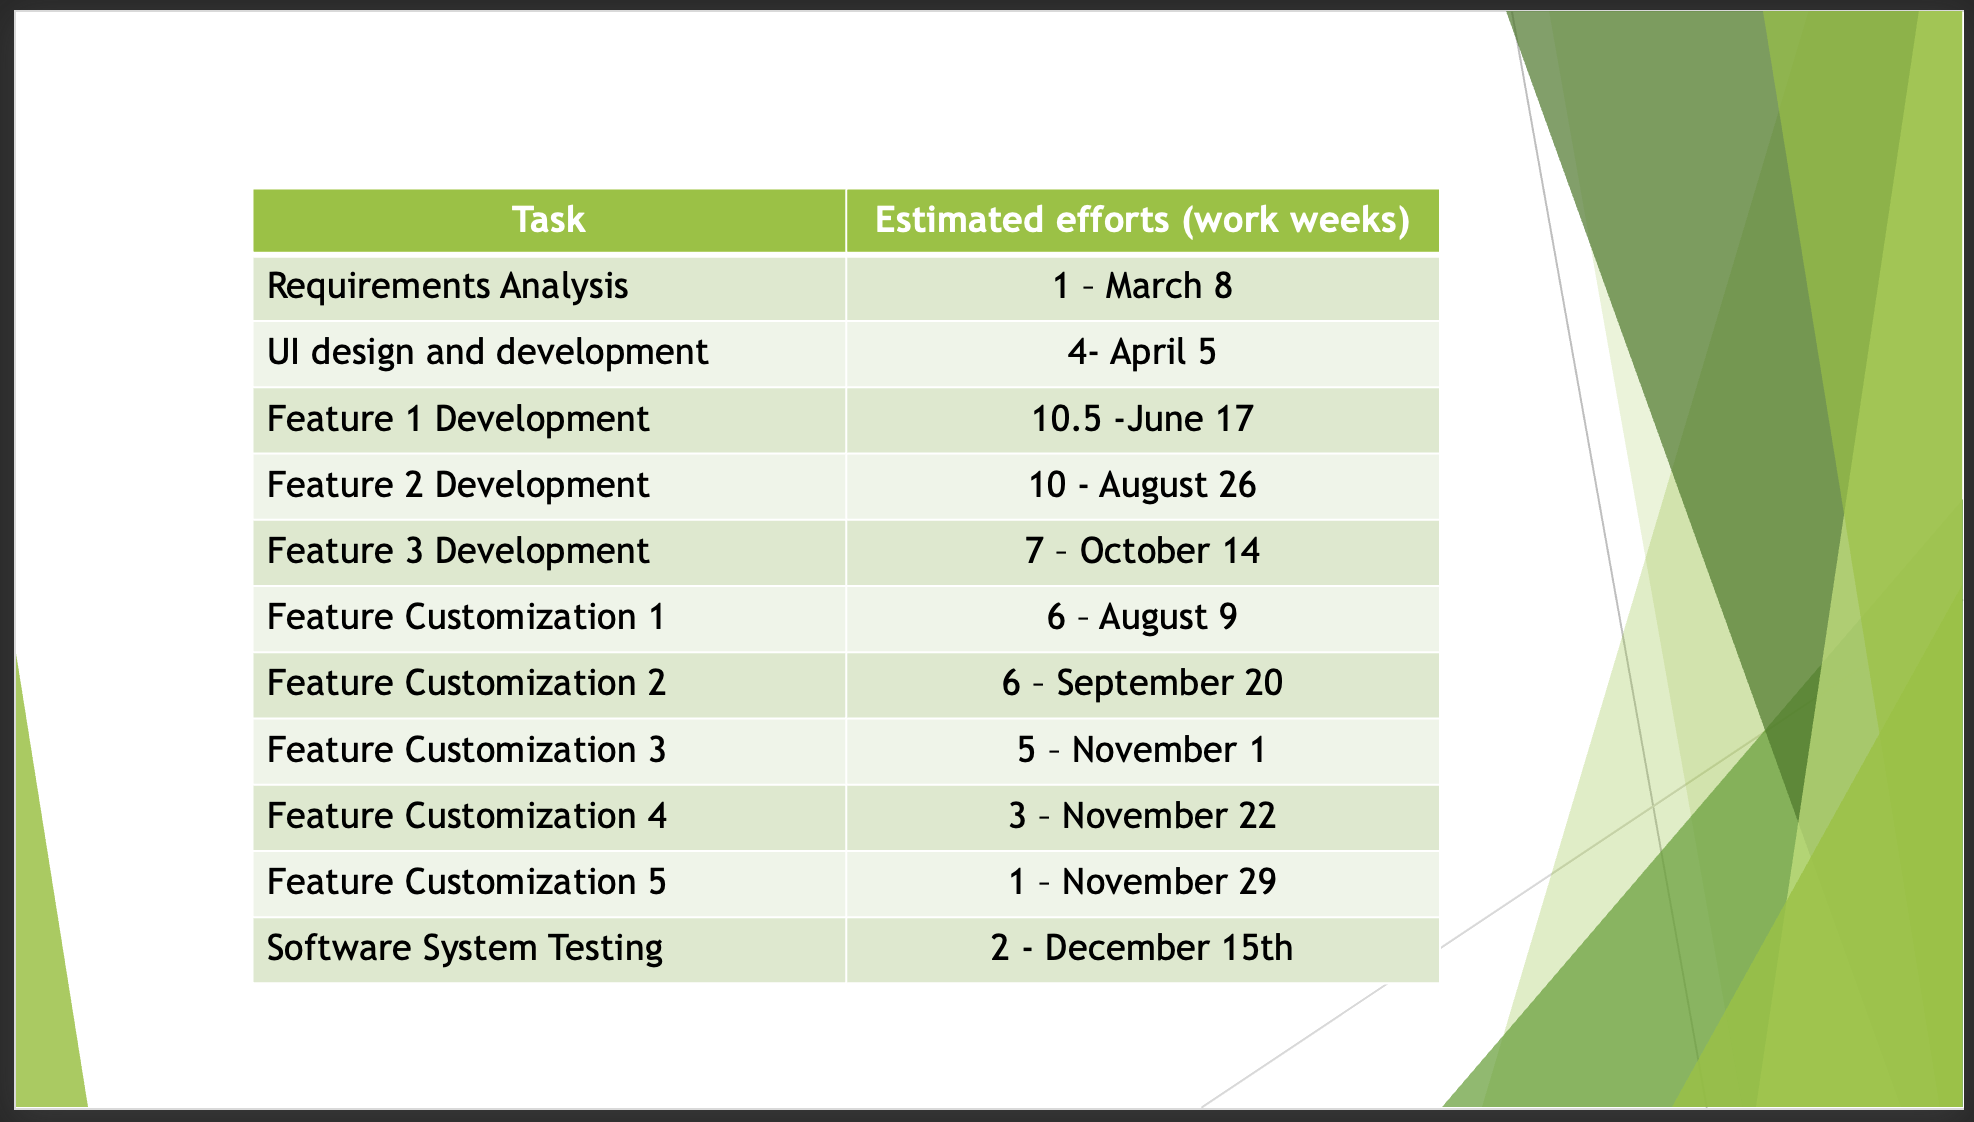 Task Estimated efforts (work weeks)
Requirements Analysis 1 – March 8
UI design and development 4- April 5
Feature 1 Development 10.5 -June 17
Feature 2 Development 10 - August 26
Feature 3 Development 7 – October 14
Feature Customization 1 6 – August 9
Feature Customization 2 6 – September 20
Feature Customization 3 5 – November 1
Feature Customization 4 3 – November 22
Feature Customization 5 1 – November 29
Software System Testing 2 - December 15th